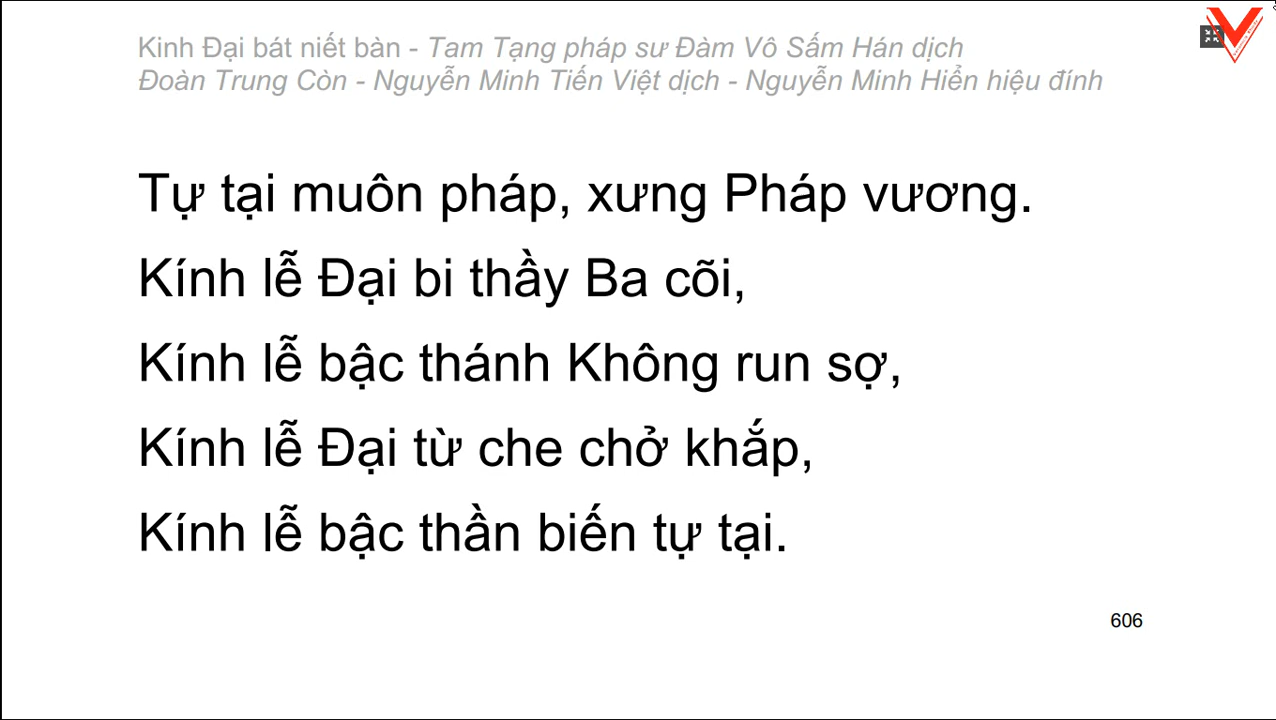 Kinh Đại bát niết bàn - Tam Tạng pháp sư Đàm Vô Sấm Hán dịch
Đoàn Trung Còn - Nguyễn Minh Tiến Việt dịch - Nguyễn Minh Hiển hiệu đính
Tự tại muôn pháp, xưng Pháp vương.
Kính lễ Đại bi thầy Ba cõi,
Kính lễ bậc thánh Không run sợ,
Kính lễ Đại từ che chở khắp,
Kính lễ bậc thần biến tự tại.
606